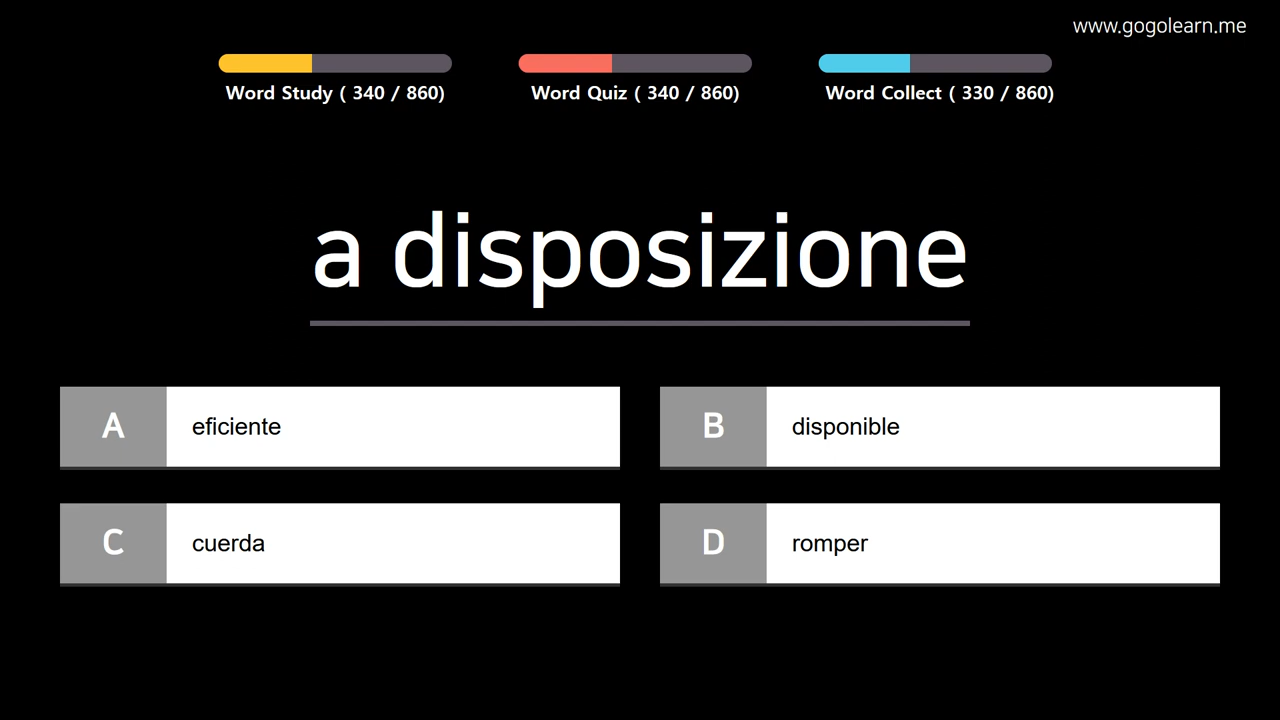 www.gogolearn.me
Word Study ( 340 / 860)
Word Quiz ( 340 / 860)
Word Collect ( 330 / 860)
a disposizione
A
eficiente
B
disponible
C
cuerda
D
romper